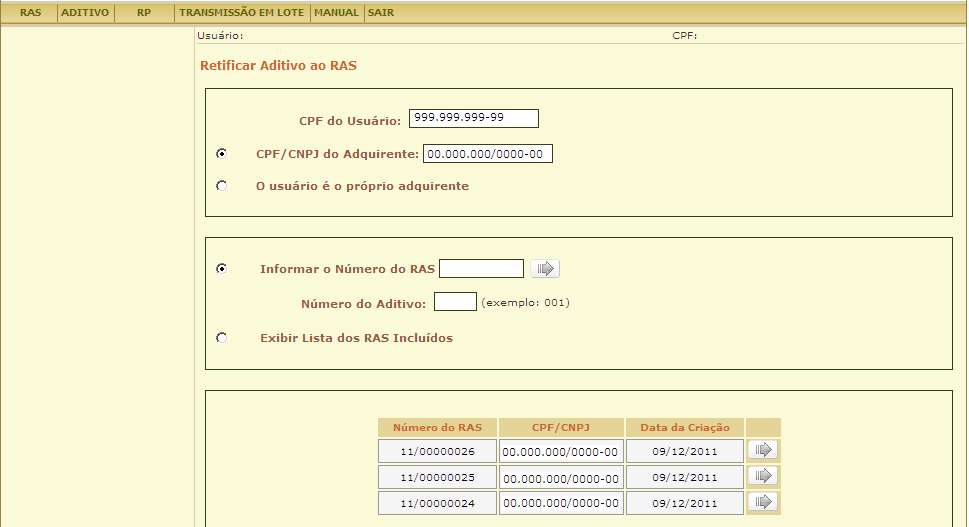 RAS ADITIVO RP TRANSMISSÃO EM LOTE MANUAL SAIR
Usuário: CPF:
Retificar Aditivo ao RAS
CPF do Usuário: 999.999.999-99
CPF/CNPJ do Adquirente: 00.000.000/0000-00
O usuário é o próprio adquirente
Informar o Número do RAS
Número do Aditivo: (exemplo: 001)
Exibir Lista dos RAS Incluídos
Número do RAS CPF/CNPJ Data da Criação
11/00000026 00.000.000/0000-00 09/12/2011
11/00000025 00.000.000/0000-00 09/12/2011
11/00000024 00.000.000/0000-00 09/12/2011